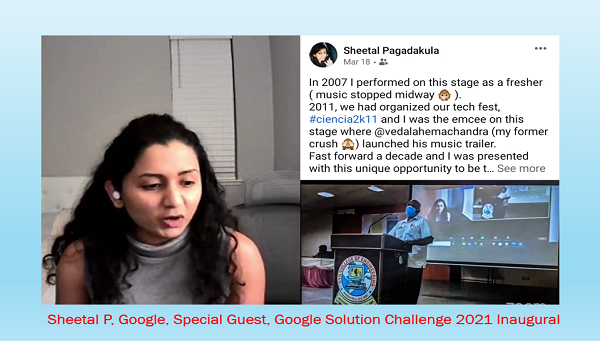 Sheetal Pagadakula
Mar 18 ·
In 2007 I performed on this stage as a fresher
( music stopped midway 🙊 ).
2011, we had organized our tech fest,
#ciencia2k11 and I was the emcee on this
stage where @vedalahemachandra (my former
crush 🙈) launched his music trailer.
Fast forward a decade and I was presented
with this unique opportunity to be t... See more
zoom
Sheetal P, Google, Special Guest, Google Solution Challenge 2021 Inaugural